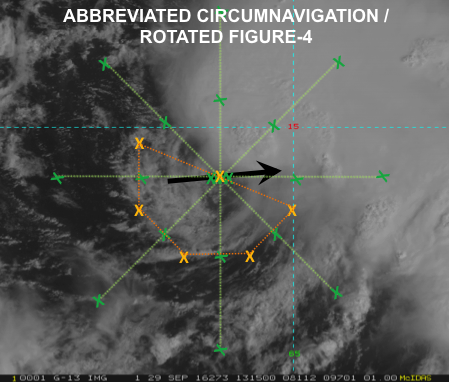 ABBREVIATED CIRCUMNAVIGATION /
ROTATED FIGURE-4
15
65
1 0001 G-13 IMG 1 29 SEP 16273 131500 08112 09701 01.00 McIDAS